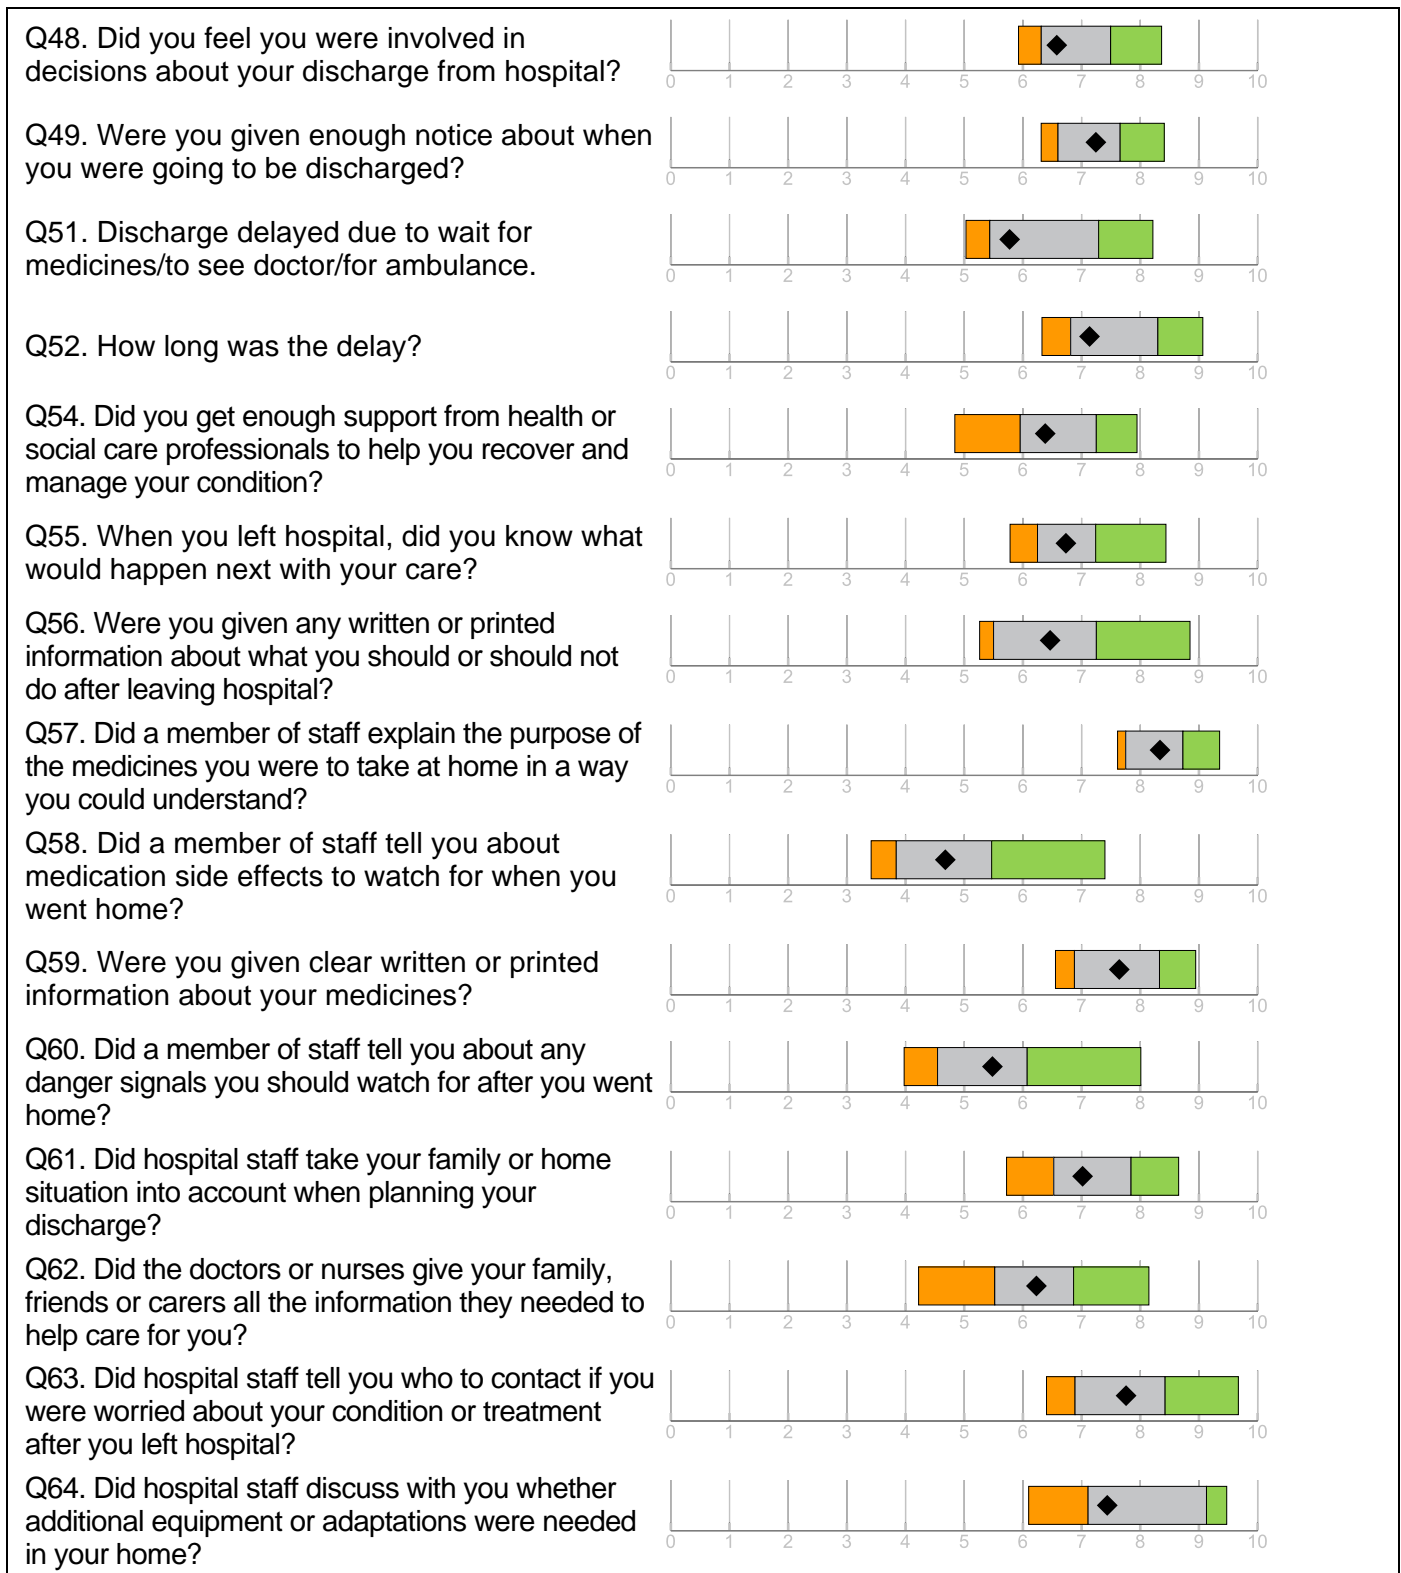 Q48. Did you feel you were involved in
decisions about your discharge from hospital?
0 1 2 3 4 5 6 7 8 9 10
Q49. Were you given enough notice about when
you were going to be discharged?
0 1 2 3 4 5 6 7 8 9 10
Q51. Discharge delayed due to wait for
medicines/to see doctor/for ambulance.
0 1 2 3 4 5 6 7 8 9 10
Q52. How long was the delay?
0 1 2 3 4 5 6 7 8 9 10
Q54. Did you get enough support from health or
social care professionals to help you recover and
manage your condition?
0 1 2 3 4 5 6 7 8 9 10
Q55. When you left hospital, did you know what
would happen next with your care?
0 1 2 3 4 5 6 7 8 9 10
Q56. Were you given any written or printed
information about what you should or should not
do after leaving hospital?
0 1 2 3 4 5 6 7 8 9 10
Q57. Did a member of staff explain the purpose of
the medicines you were to take at home in a way
you could understand?
0 1 2 3 4 5 6 7 8 9 10
Q58. Did a member of staff tell you about
medication side effects to watch for when you
went home?
0 1 2 3 4 5 6 7 8 9 10
Q59. Were you given clear written or printed
information about your medicines?
0 1 2 3 4 5 6 7 8 9 10
Q60. Did a member of staff tell you about any
danger signals you should watch for after you went
home?
0 1 2 3 4 5 6 7 8 9 10
Q61. Did hospital staff take your family or home
situation into account when planning your
discharge?
0 1 2 3 4 5 6 7 8 9 10
Q62. Did the doctors or nurses give your family,
friends or carers all the information they needed to
help care for you?
0 1 2 3 4 5 6 7 8 9 10
Q63. Did hospital staff tell you who to contact if you
were worried about your condition or treatment
after you left hospital?
0 1 2 3 4 5 6 7 8 9 10
Q64. Did hospital staff discuss with you whether
additional equipment or adaptations were needed
in your home?
0 1 2 3 4 5 6 7 8 9 10